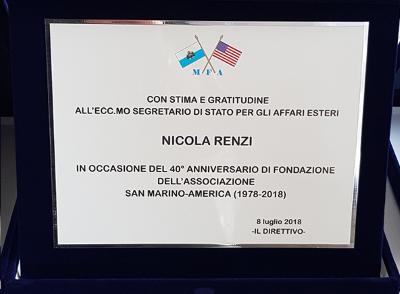 M F A
CON STIMA E GRATITUDINE
ALL'ECC.MO SEGRETARIO DI STATO PER GLI AFFARI ESTERI
NICOLA RENZI
IN OCCASIONE DEL 40° ANNIVERSARIO DI FONDAZIONE
DELL'ASSOCIAZIONE
SAN MARINO-AMERICA (1978-2018)
8 luglio 2018
-IL DIRETTIVO-